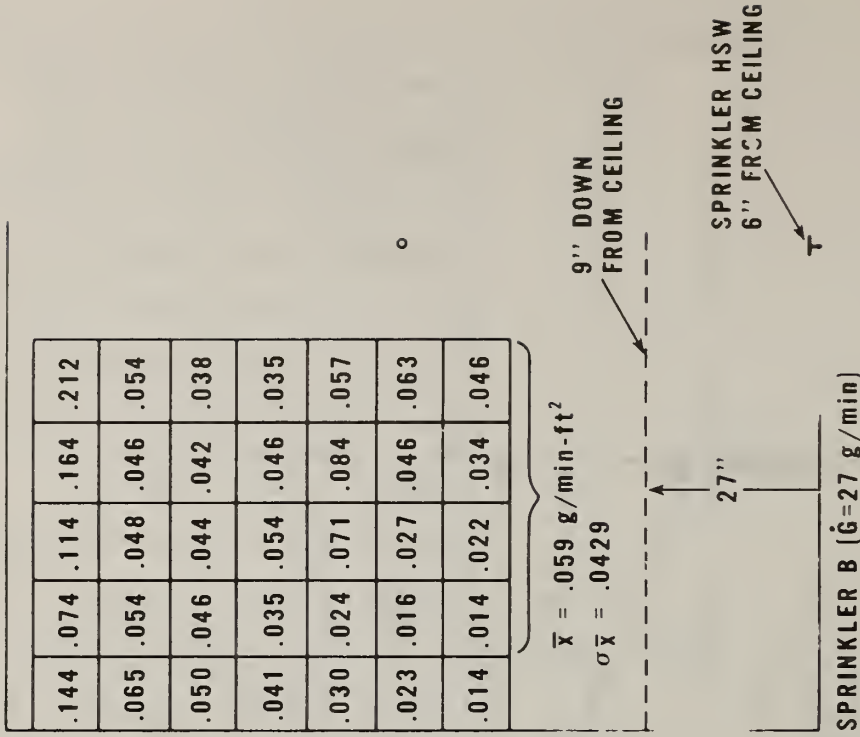 .144 .074 .114 .164 .212
.065 .054 .048 .046 .054
.050 .046 .044 .042 .038
.041 .035 .054 .046 .035
.030 .024 .071 .084 .057
.023 .016 .027 .046 .063
.014 .014 .022 .034 .046
x̄ = .059 g/min-ft²
σx̄ = .0429
9'' DOWN
FROM CEILING
27''
SPRINKLER HSW
6'' FROM CEILING
SPRINKLER B (Ġ=27 g/min)